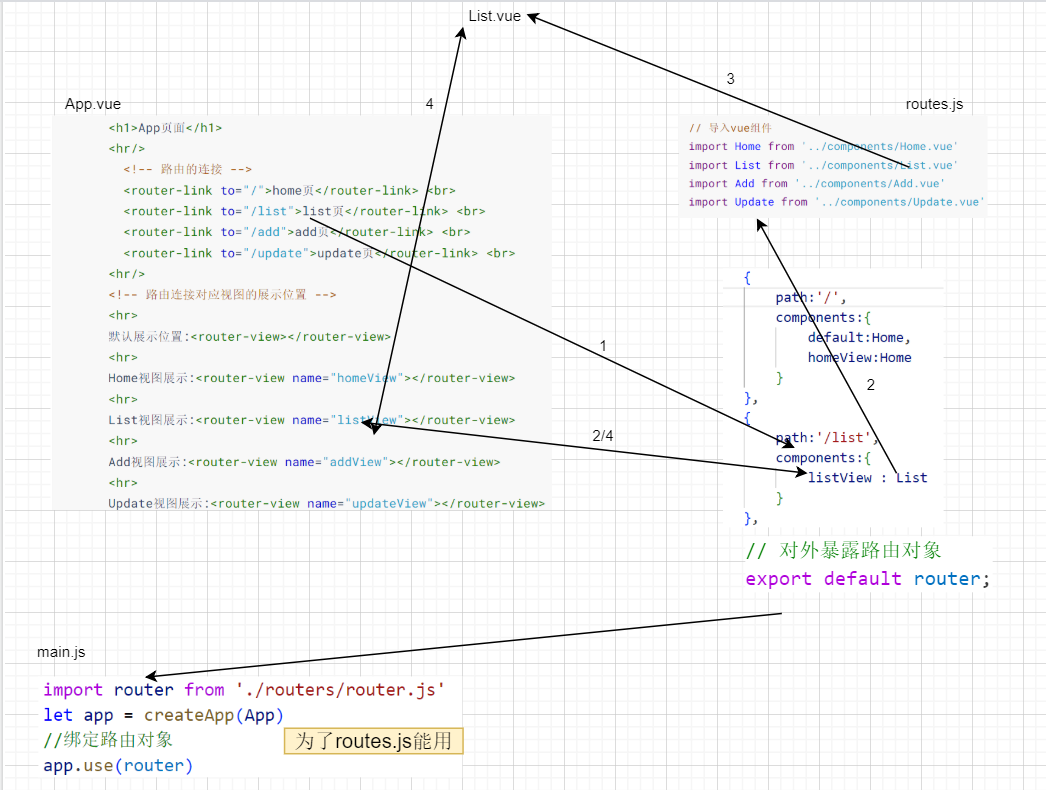 List.vue
3
App.vue
4
routes.js
<h1>App页面</h1>
<hr/>
<!-- 路由的连接 -->
<router-link to="/">home页</router-link> <br>
<router-link to="/list">list页</router-link> <br>
<router-link to="/add">add页</router-link> <br>
<router-link to="/update">update页</router-link> <br>
<hr/>
<!-- 路由连接对应视图的展示位置 -->
<hr>
默认展示位置:<router-view></router-view>
<hr>
Home视图展示:<router-view name="homeView"></router-view>
<hr>
List视图展示:<router-view name="listView"></router-view>
<hr>
Add视图展示:<router-view name="addView"></router-view>
<hr>
Update视图展示:<router-view name="updateView"></router-view>
// 导入vue组件
import Home from '../components/Home.vue'
import List from '../components/List.vue'
import Add from '../components/Add.vue'
import Update from '../components/Update.vue'
1
2
2/4
{
path:'/',
components:{
default:Home,
homeView:Home
}
},
{
path:'/list',
components:{
listView : List
}
},
// 对外暴露路由对象
export default router;
main.js
import router from './routers/router.js'
let app = createApp(App)
//绑定路由对象
app.use(router)
为了routes.js能用